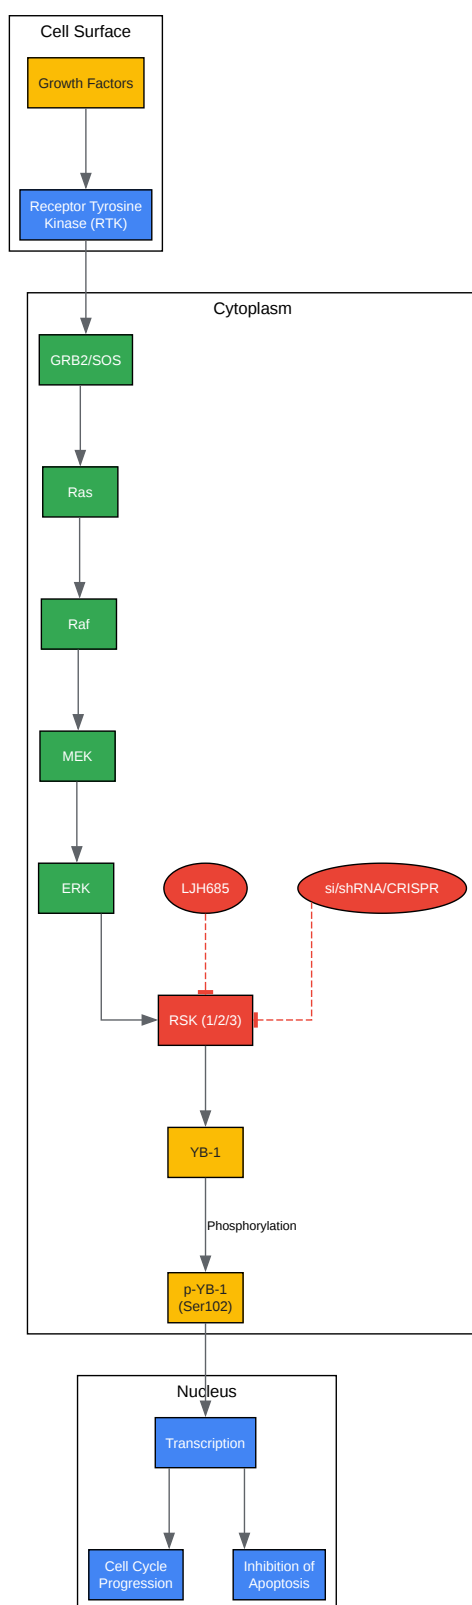 Cell Surface
Growth Factors
Receptor Tyrosine
Kinase (RTK)
Cytoplasm
GRB2/SOS
Ras
Raf
MEK
ERK
LJH685
si/shRNA/CRISPR
RSK (1/2/3)
YB-1
Phosphorylation
p-YB-1
(Ser102)
Nucleus
Transcription
Cell Cycle
Progression
Inhibition of
Apoptosis